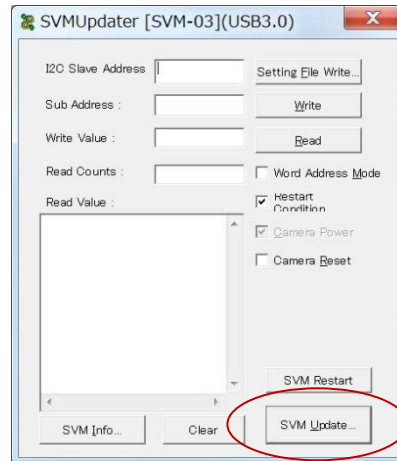 SVMUpdater [SVM-03](USB3.0)
I2C Slave Address
Setting File Write...
Sub Address :
Write
Write Value :
Read
Read Counts :
Word Address Mode
Read Value :
Restart
Condition
Camera Power
Camera Reset
SVM Restart
SVM Info...
Clear
SVM Update...